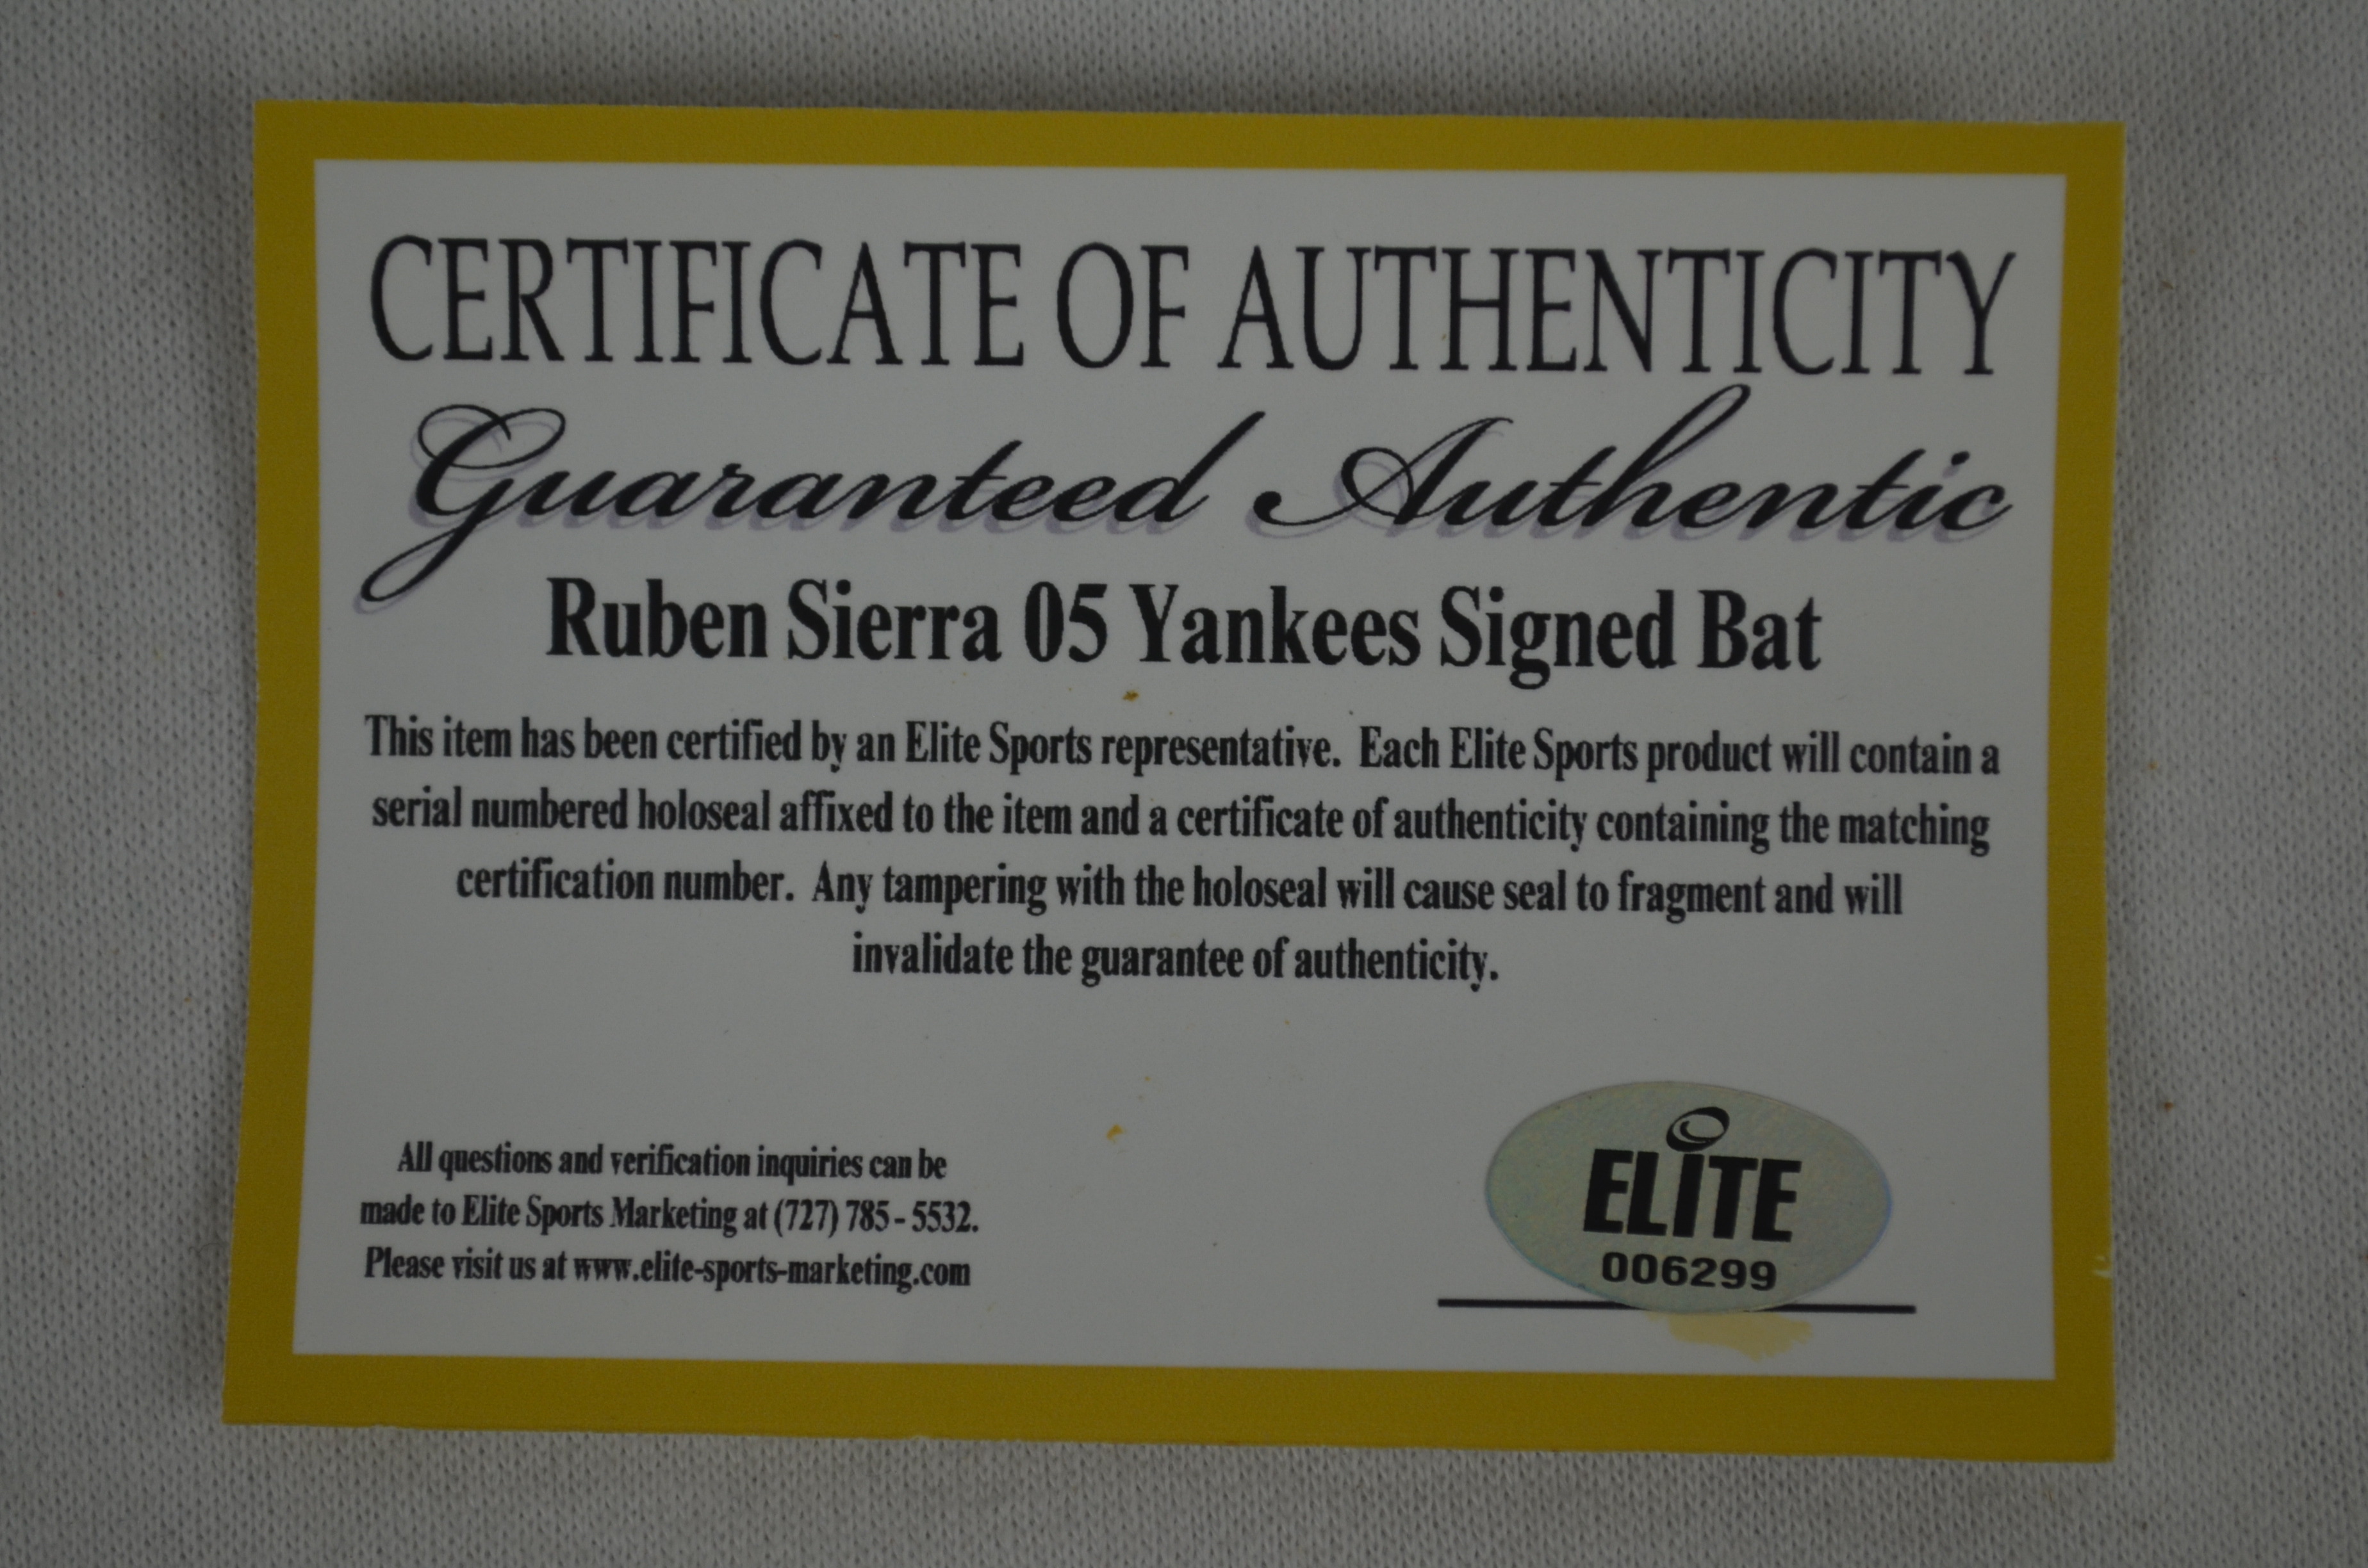 CERTIFICATE OF AUTHENTICITY
Guaranteed Authentic
Ruben Sierra 05 Yankees Signed Bat
This item has been certified by an Elite Sports representative.  Each Elite Sports product will contain a
serial numbered holoseal affixed to the item and a certificate of authenticity containing the matching
certification number.  Any tampering with the holoseal will cause seal to fragment and will
invalidate the guarantee of authenticity.
All questions and verification inquiries can be
made to Elite Sports Marketing at (727) 785 - 5532.
Please visit us at www.elite-sports-marketing.com
ELITE
006299